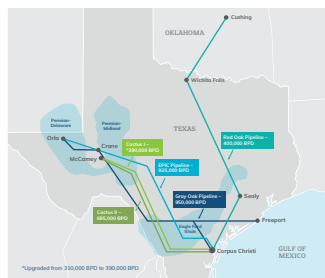 Cushing
OKLAHOMA
Wichita Falls
Permian-
Delaware
Permian-
Midland
Orla
Crane
McCamey
TEXAS
Cactus I –
*390,000 BPD
Red Oak Pipeline –
400,000 BPD
EPIC Pipeline –
925,000 BPD
Gray Oak Pipeline –
950,000 BPD
Cactus II –
685,000 BPD
Sealy
Freeport
Eagle Ford
Shale
Corpus Christi
GULF OF
MEXICO
*Upgraded from 310,000 BPD to 390,000 BPD